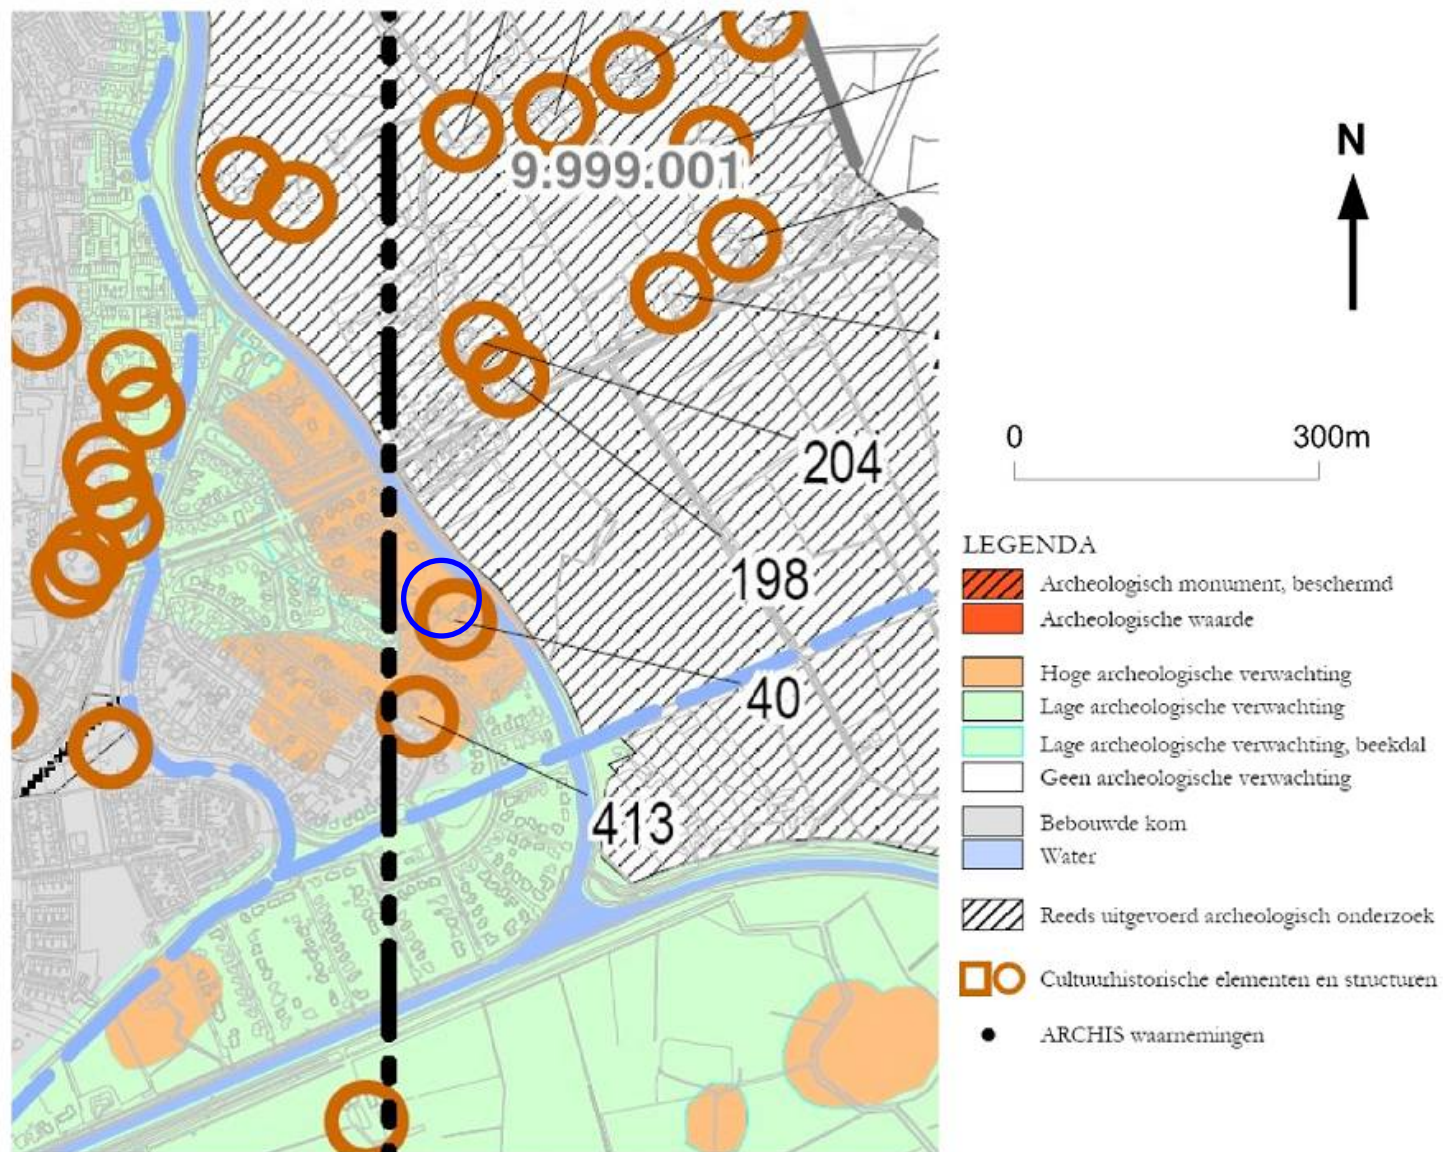 9.999.001
204
198
40
413
N
0 300m
LEGENDA
Archeologisch monument, beschermd
Archeologische waarde
Hoge archeologische verwachting
Lage archeologische verwachting
Lage archeologische verwachting, beekdal
Geen archeologische verwachting
Bebouwde kom
Water
Reeds uitgevoerd archeologisch onderzoek
Cultuurhistorische elementen en structuren
ARCHIS waarnemingen